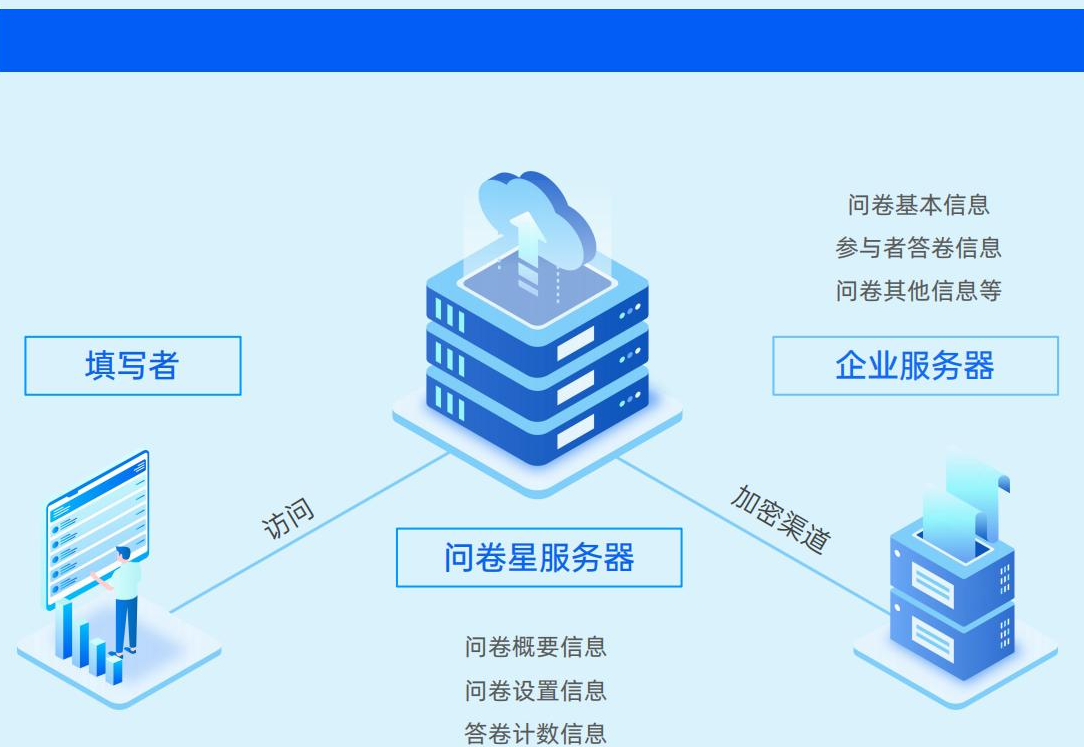 问卷基本信息
参与者答卷信息
问卷其他信息等
填写者
企业服务器
访问
加密渠道
问卷星服务器
问卷概要信息
问卷设置信息
答卷计数信息